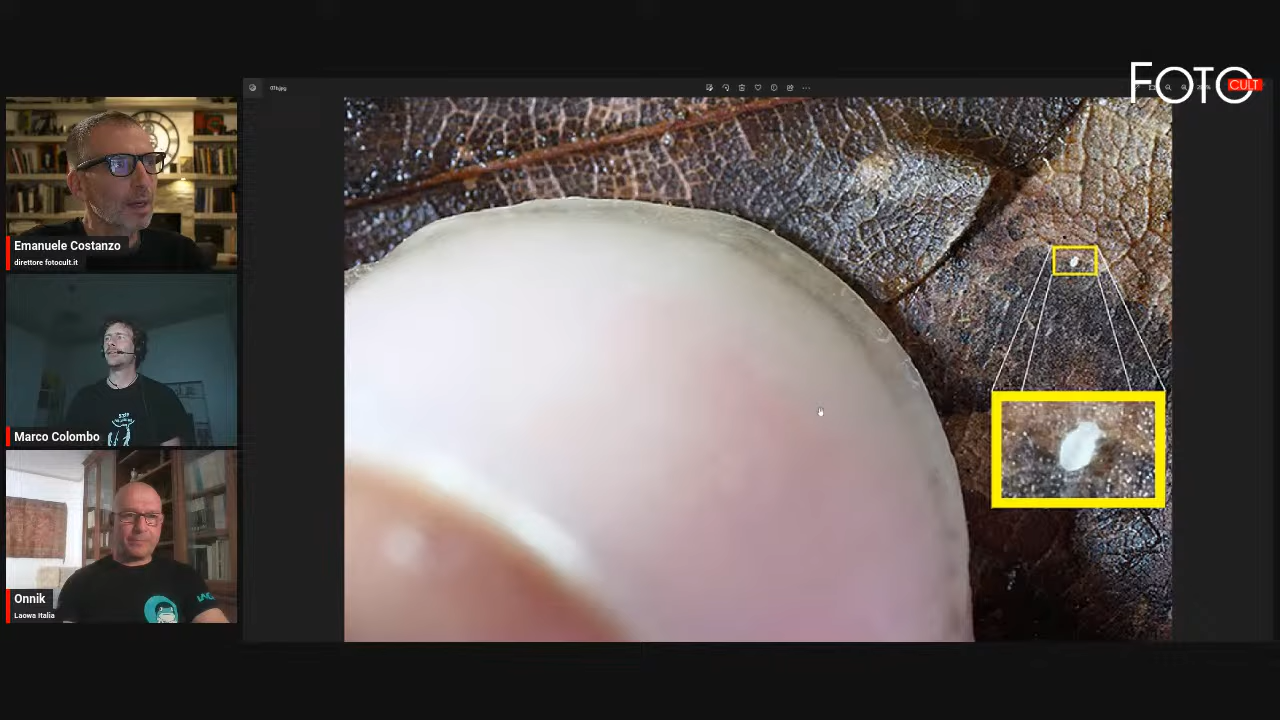 FOTO CULT
Emanuele Costanzo
direttore fotocult.it
Marco Colombo
Onnik
Laowa Italia